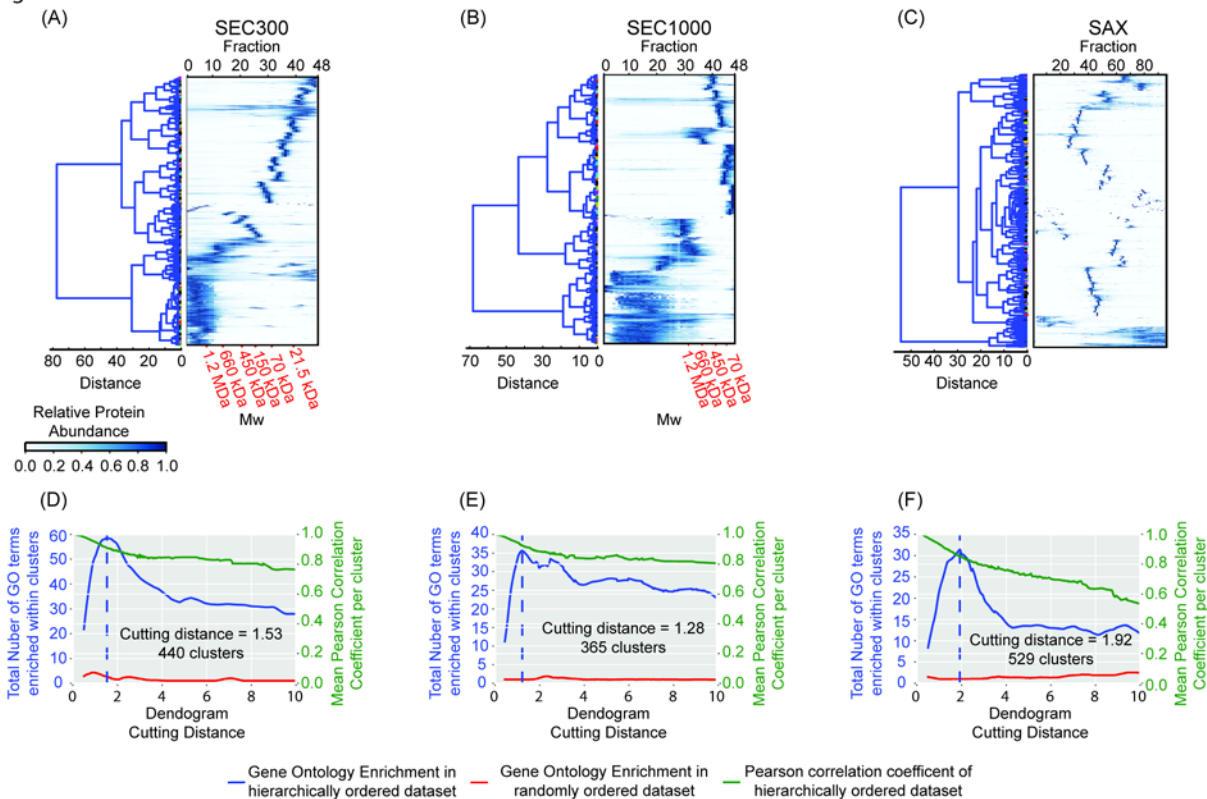 (A)
SEC300
Fraction
0 10 20 30 40 48
80 60 40 20 0
Distance
1.2 MDa
660 kDa
450 kDa
150 kDa
70 kDa
21.5 kDa
Mw
Relative Protein
Abundance
0.0 0.2 0.4 0.6 0.8 1.0
(B)
SEC1000
Fraction
0 10 20 30 40 48
70 50 30 10 0
Distance
1.2 MDa
660 kDa
450 kDa
70 kDa
Mw
(C)
SAX
Fraction
20 40 60 80
50 40 30 20 10 0
Distance
(D)
Total Nuber of GO terms
enriched within clusters
60
50
40
30
20
10
0
Cutting distance = 1.53
440 clusters
0 2 4 6 8 10
Dendogram
Cutting Distance
1.0
0.8
0.6
0.4
0.2
0.0
Mean Pearson Correlation
Coefficient per cluster
(E)
Total Number of GO terms
enriched within clusters
40
35
30
25
20
15
10
5
0
Cutting distance = 1.28
365 clusters
0 2 4 6 8 10
Dendogram
Cutting Distance
1.0
0.8
0.6
0.4
0.2
0.0
Mean Pearson Correlation
Coefficient per cluster
(F)
Total Number of GO terms
enriched within clusters
35
30
25
20
15
10
5
0
Cutting distance = 1.92
529 clusters
0 2 4 6 8 10
Dendogram
Cutting Distance
1.0
0.8
0.6
0.4
0.2
0.0
Mean Pearson Correlation
Coefficient per cluster
Gene Ontology Enrichment in
hierarchically ordered dataset
Gene Ontology Enrichment in
randomly ordered dataset
Pearson correlation coefficent of
hierarchically ordered dataset